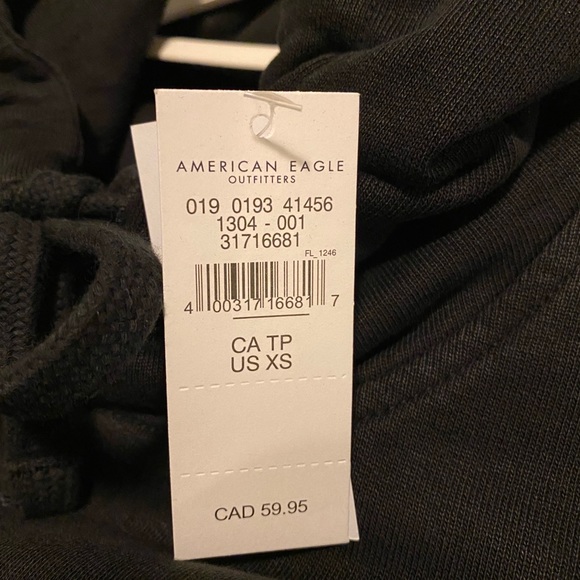 AMERICAN EAGLE
OUTFITTERS
019 0193 41456
1304 - 001
31716681
FL_1246
4 00317 16681 7
CA TP
US XS
CAD 59.95